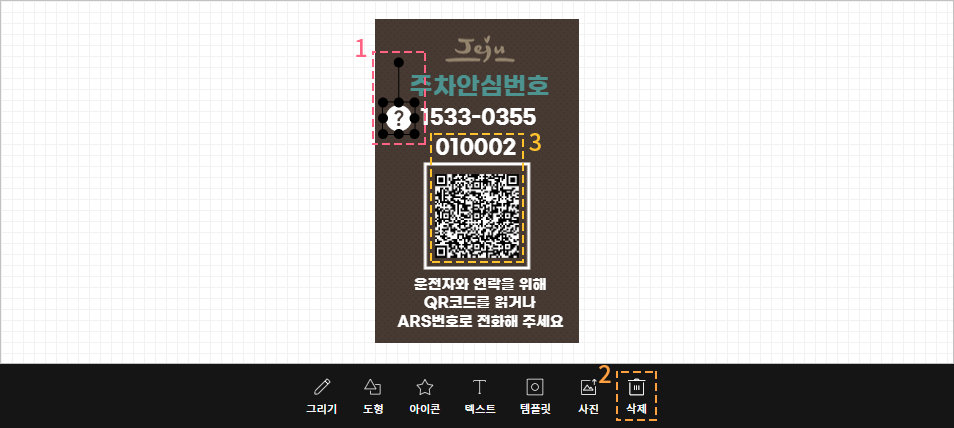 1
Jeju
주차안심번호
?
1533-0355
010002
3
운전자와 연락을 위해
QR코드를 읽거나
ARS번호로 전화해 주세요
2
그리기
도형
아이콘
텍스트
템플릿
사진
삭제